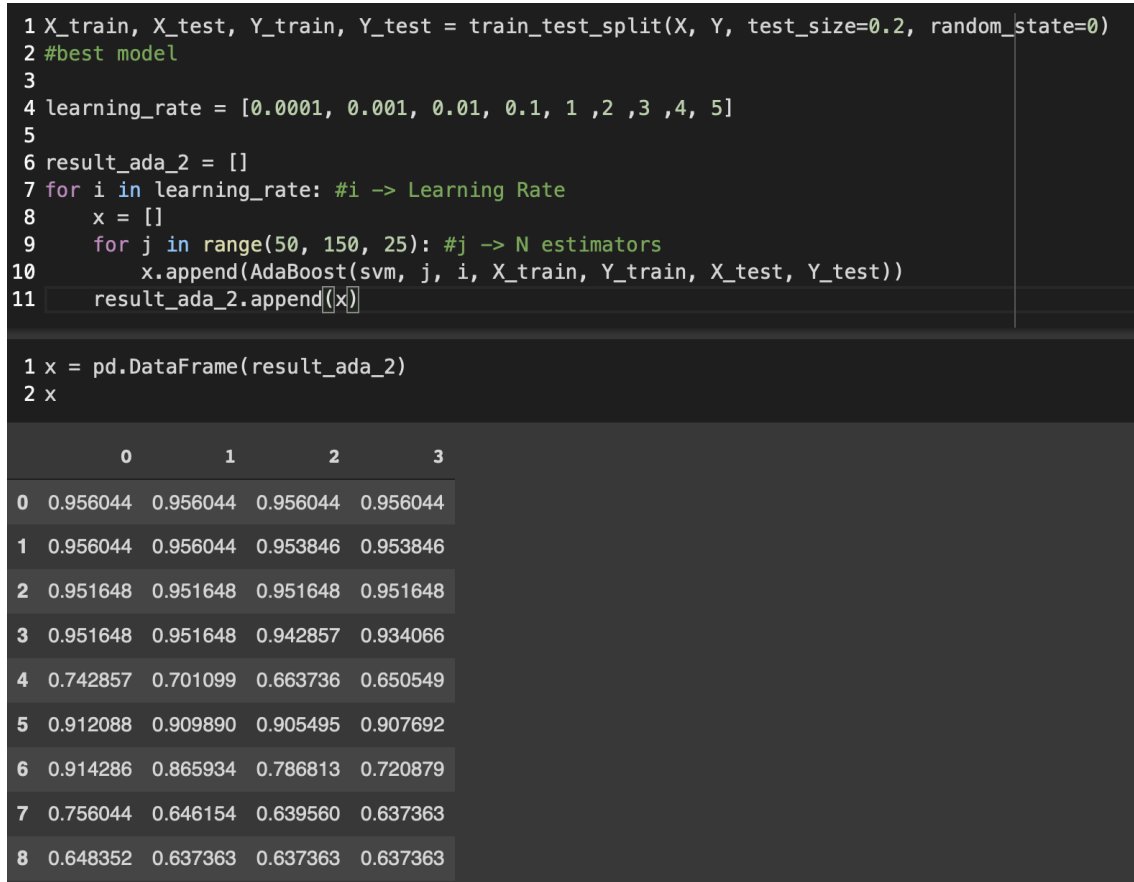 1 X_train, X_test, Y_train, Y_test = train_test_split(X, Y, test_size=0.2, random_state=0)
2 #best model
3
4 learning_rate = [0.0001, 0.001, 0.01, 0.1, 1 ,2 ,3 ,4, 5]
5
6 result_ada_2 = []
7 for i in learning_rate: #i -> Learning Rate
8     x = []
9     for j in range(50, 150, 25): #j -> N estimators
10         x.append(AdaBoost(svm, j, i, X_train, Y_train, X_test, Y_test))
11     result_ada_2.append(x)
1 x = pd.DataFrame(result_ada_2)
2 x
0 1 2 3
0 0.956044 0.956044 0.956044 0.956044
1 0.956044 0.956044 0.953846 0.953846
2 0.951648 0.951648 0.951648 0.951648
3 0.951648 0.951648 0.942857 0.934066
4 0.742857 0.701099 0.663736 0.650549
5 0.912088 0.909890 0.905495 0.907692
6 0.914286 0.865934 0.786813 0.720879
7 0.756044 0.646154 0.639560 0.637363
8 0.648352 0.637363 0.637363 0.637363